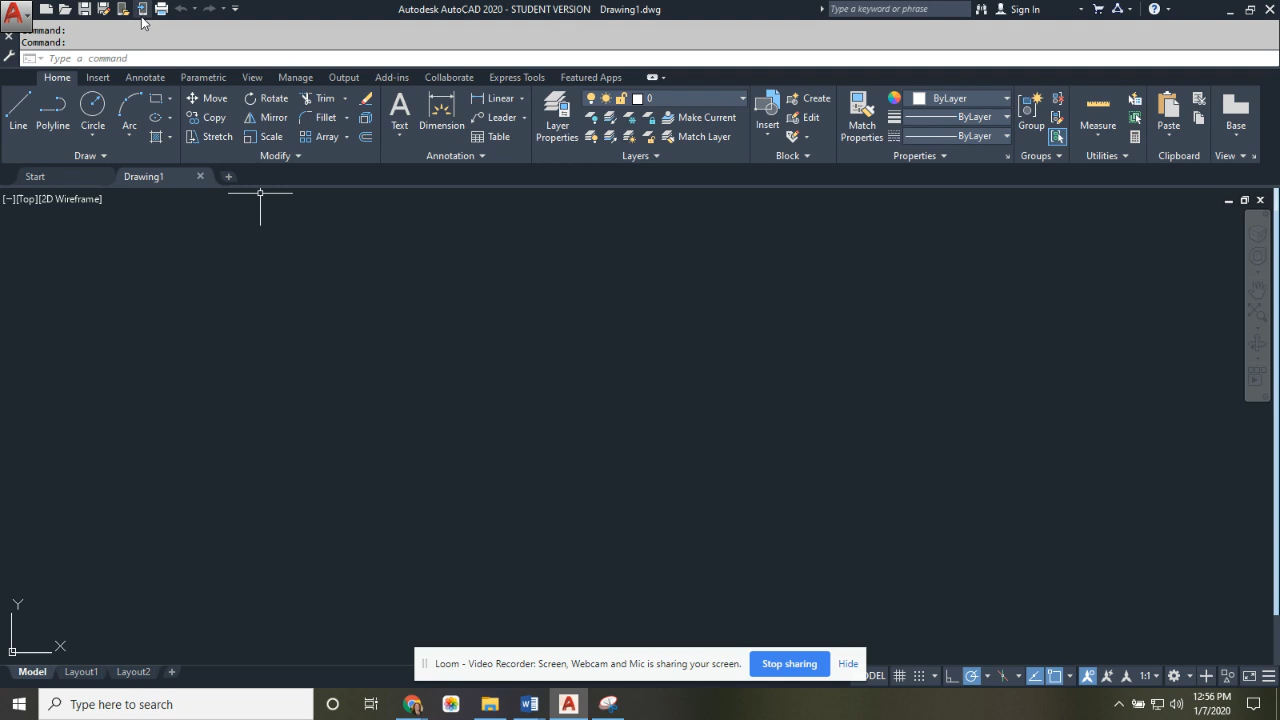 Autodesk AutoCAD 2020 - STUDENT VERSION Drawing1.dwg
Type a keyword or phrase
Sign In
Command:
Command:
Type a command
Home Insert Annotate Parametric View Manage Output Add-ins Collaborate Express Tools Featured Apps
Line Polyline Circle Arc
Move Rotate Trim
Copy Mirror Fillet
Stretch Scale Array
Text Dimension
Linear
Leader
Table
Layer
Properties
0
Make Current
Match Layer
Insert
Create
Edit
Match
Properties
ByLayer
ByLayer
ByLayer
Group
Measure
Paste
Base
Draw Modify Annotation Layers Block Properties Groups Utilities Clipboard View
Start Drawing1
[−][Top][2D Wireframe]
Y
X
Loom - Video Recorder: Screen, Webcam and Mic is sharing your screen. Stop sharing Hide
Model Layout1 Layout2
ODEL 1:1
Type here to search
12:56 PM
1/7/2020